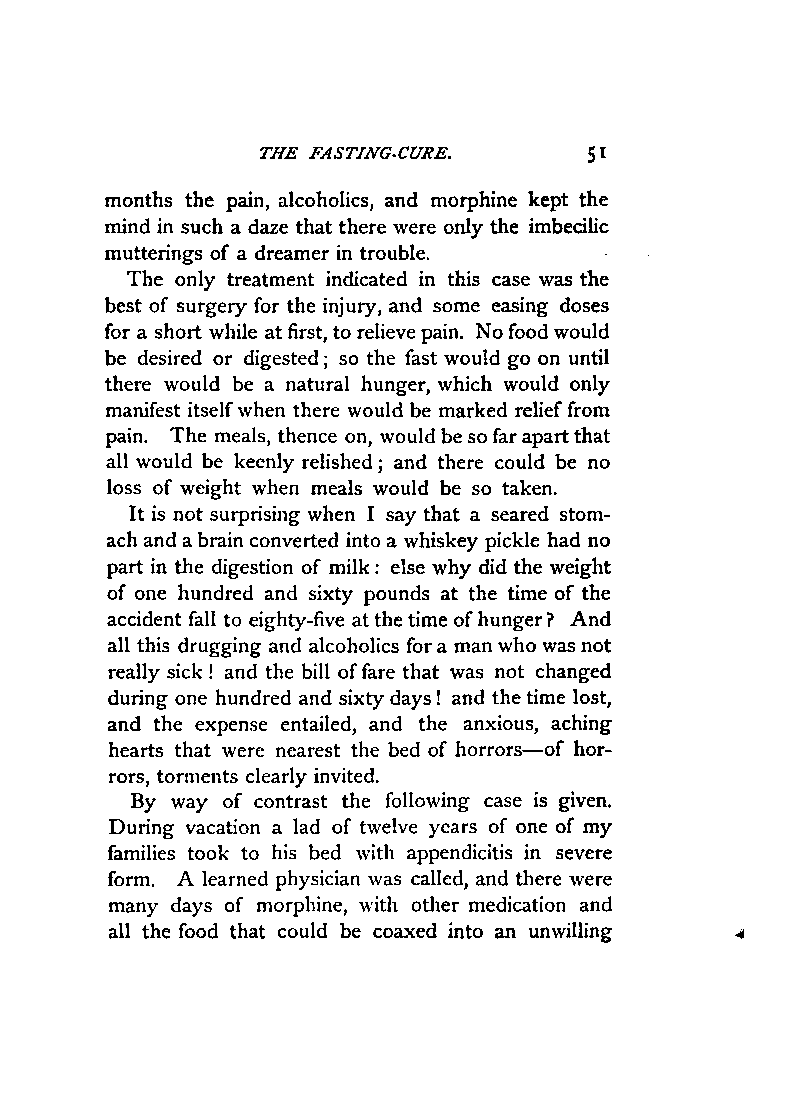 THE FASTING-CURE. 51
months the pain, alcoholics, and morphine kept the
mind in such a daze that there were only the imbecilic
mutterings of a dreamer in trouble.
The only treatment indicated in this case was the
best of surgery for the injury, and some easing doses
for a short while at first, to relieve pain. No food would
be desired or digested; so the fast would go on until
there would be a natural hunger, which would only
manifest itself when there would be marked relief from
pain. The meals, thence on, would be so far apart that
all would be keenly relished; and there could be no
loss of weight when meals would be so taken.
It is not surprising when I say that a seared stom-
ach and a brain converted into a whiskey pickle had no
part in the digestion of milk: else why did the weight
of one hundred and sixty pounds at the time of the
accident fall to eighty-five at the time of hunger? And
all this drugging and alcoholics for a man who was not
really sick! and the bill of fare that was not changed
during one hundred and sixty days! and the time lost,
and the expense entailed, and the anxious, aching
hearts that were nearest the bed of horrors—of hor-
rors, torments clearly invited.
By way of contrast the following case is given.
During vacation a lad of twelve years of one of my
families took to his bed with appendicitis in severe
form. A learned physician was called, and there were
many days of morphine, with other medication and
all the food that could be coaxed into an unwilling